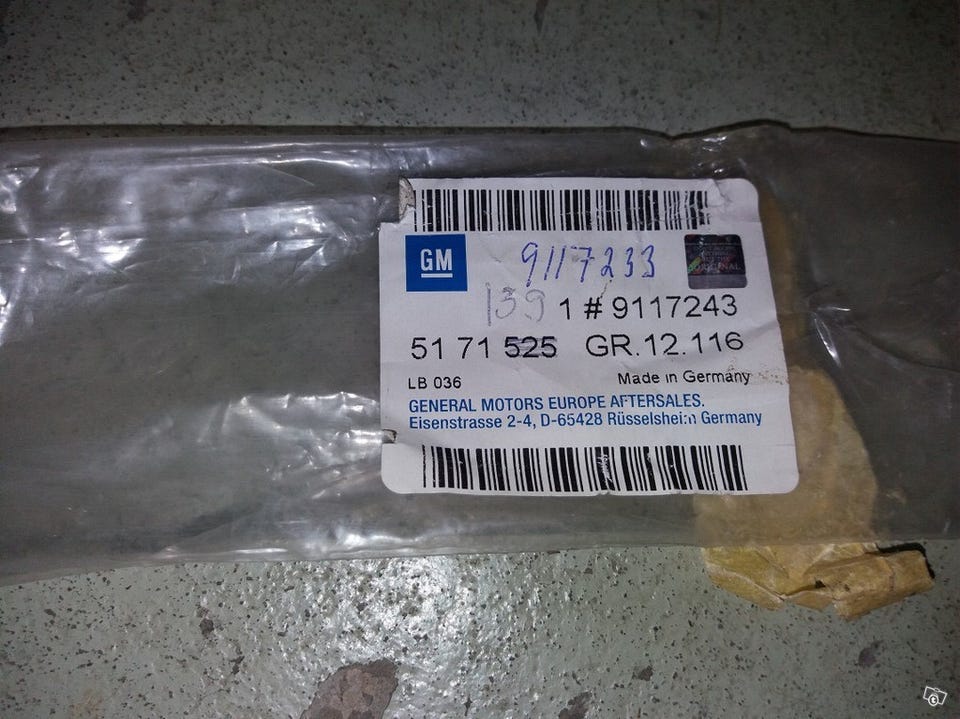 GM
9117233
ORIGINAL
139
1 # 9117243
51 71 525 GR.12.116
LB 036 Made in Germany
GENERAL MOTORS EUROPE AFTERSALES.
Eisenstrasse 2-4, D-65428 Rüsselsheim Germany